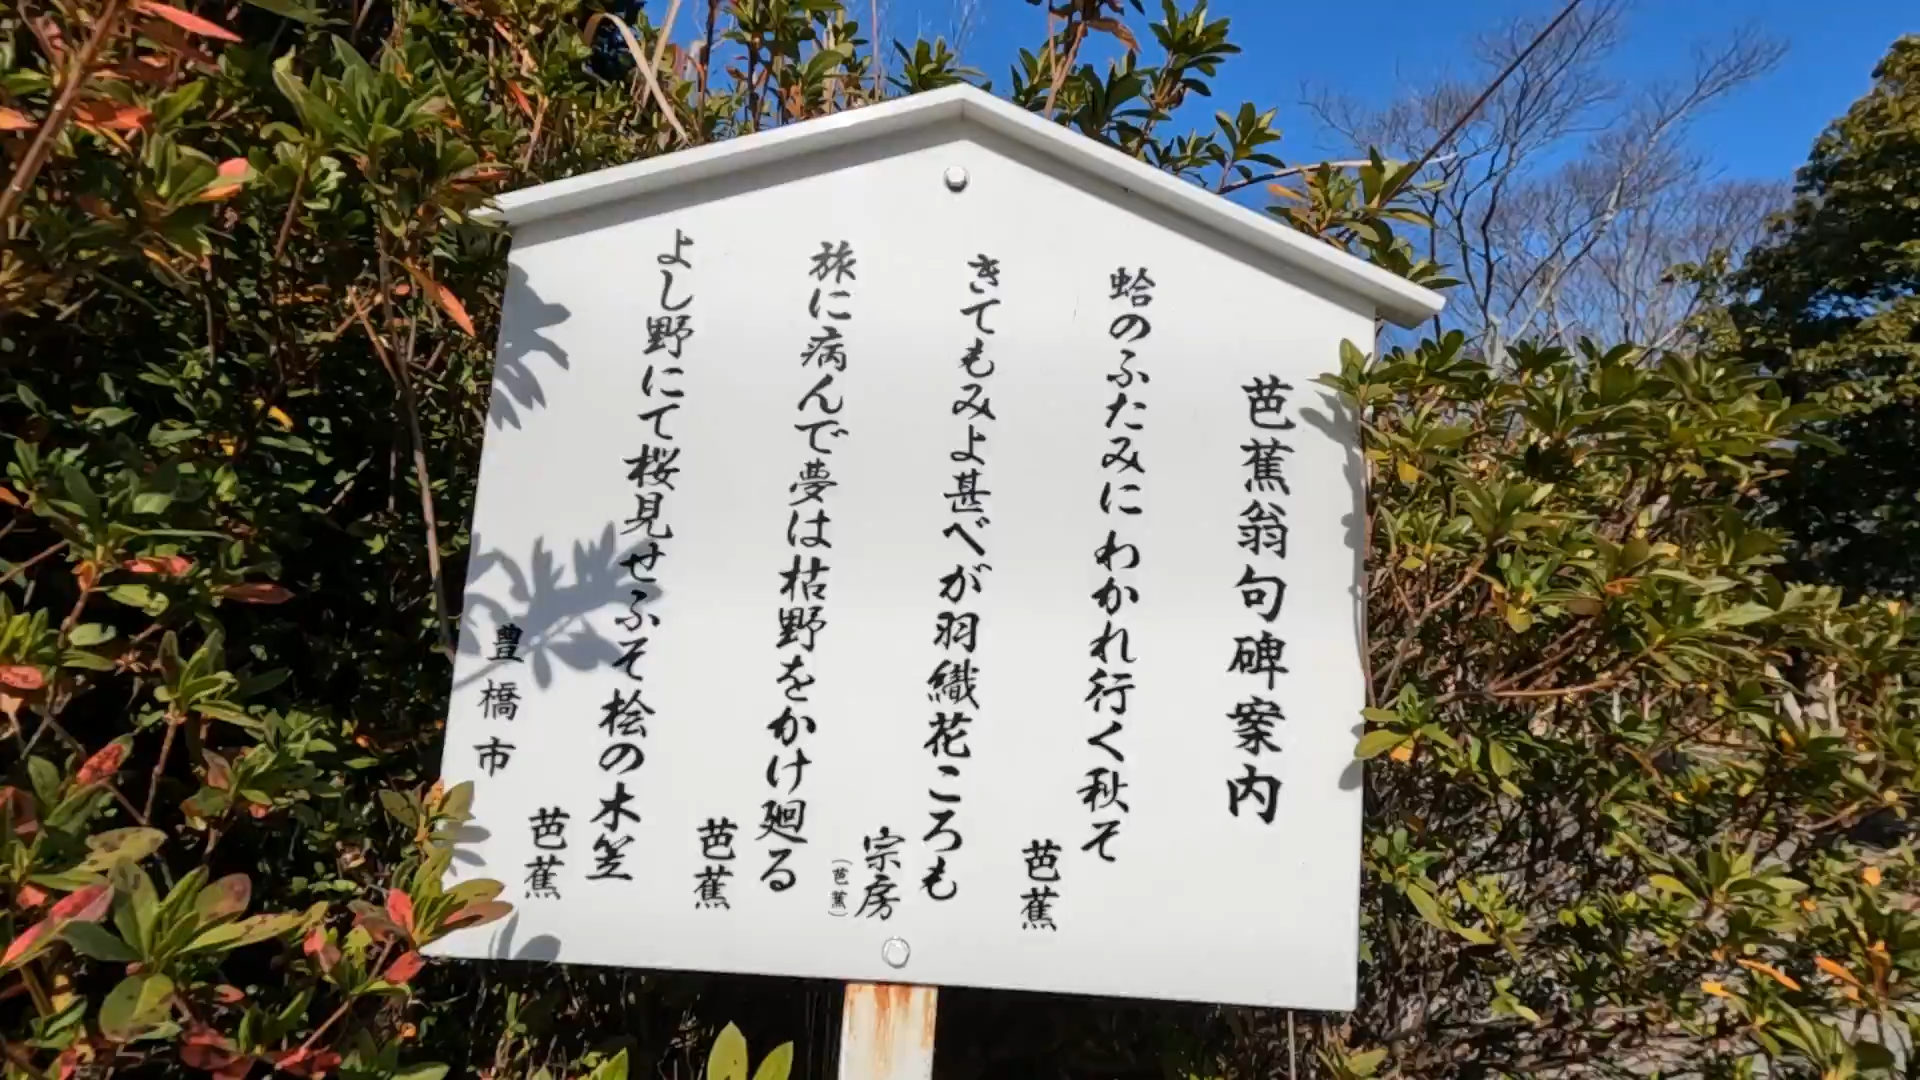 芭蕉翁句碑案内
蛤のふたみにわかれ行く秋そ
芭蕉
きてもみよ甚べが羽織花ころも
宗房
（芭蕉）
旅に病んで夢は枯野をかけ廻る
芭蕉
よし野にて桜見せふそ桧の木笠
芭蕉
豊橋市